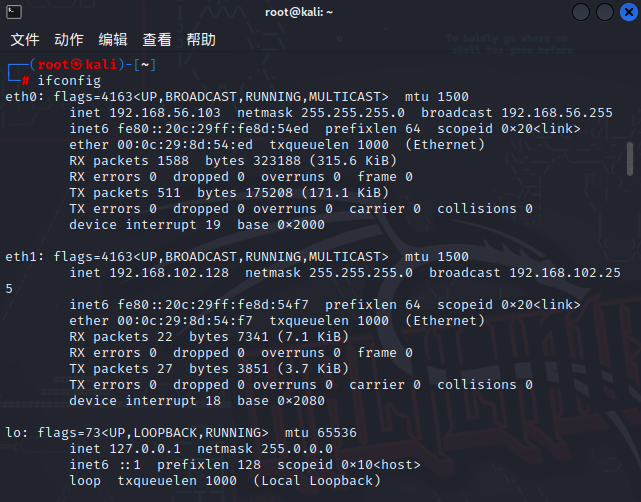 root@kali: ~
文件 动作 编辑 查看 帮助
To boldly go where no
shell has gone before
┌──(root㉿kali)-[~]
└─# ifconfig
eth0: flags=4163<UP,BROADCAST,RUNNING,MULTICAST>  mtu 1500
        inet 192.168.56.103  netmask 255.255.255.0  broadcast 192.168.56.255
        inet6 fe80::20c:29ff:fe8d:54ed  prefixlen 64  scopeid 0×20<link>
        ether 00:0c:29:8d:54:ed  txqueuelen 1000  (Ethernet)
        RX packets 1588  bytes 323188 (315.6 KiB)
        RX errors 0  dropped 0  overruns 0  frame 0
        TX packets 511  bytes 175208 (171.1 KiB)
        TX errors 0  dropped 0 overruns 0  carrier 0  collisions 0
        device interrupt 19  base 0×2000
eth1: flags=4163<UP,BROADCAST,RUNNING,MULTICAST>  mtu 1500
        inet 192.168.102.128  netmask 255.255.255.0  broadcast 192.168.102.25
5
        inet6 fe80::20c:29ff:fe8d:54f7  prefixlen 64  scopeid 0×20<link>
        ether 00:0c:29:8d:54:f7  txqueuelen 1000  (Ethernet)
        RX packets 22  bytes 7341 (7.1 KiB)
        RX errors 0  dropped 0  overruns 0  frame 0
        TX packets 27  bytes 3851 (3.7 KiB)
        TX errors 0  dropped 0 overruns 0  carrier 0  collisions 0
        device interrupt 18  base 0×2080
lo: flags=73<UP,LOOPBACK,RUNNING>  mtu 65536
        inet 127.0.0.1  netmask 255.0.0.0
        inet6 ::1  prefixlen 128  scopeid 0×10<host>
        loop  txqueuelen 1000  (Local Loopback)